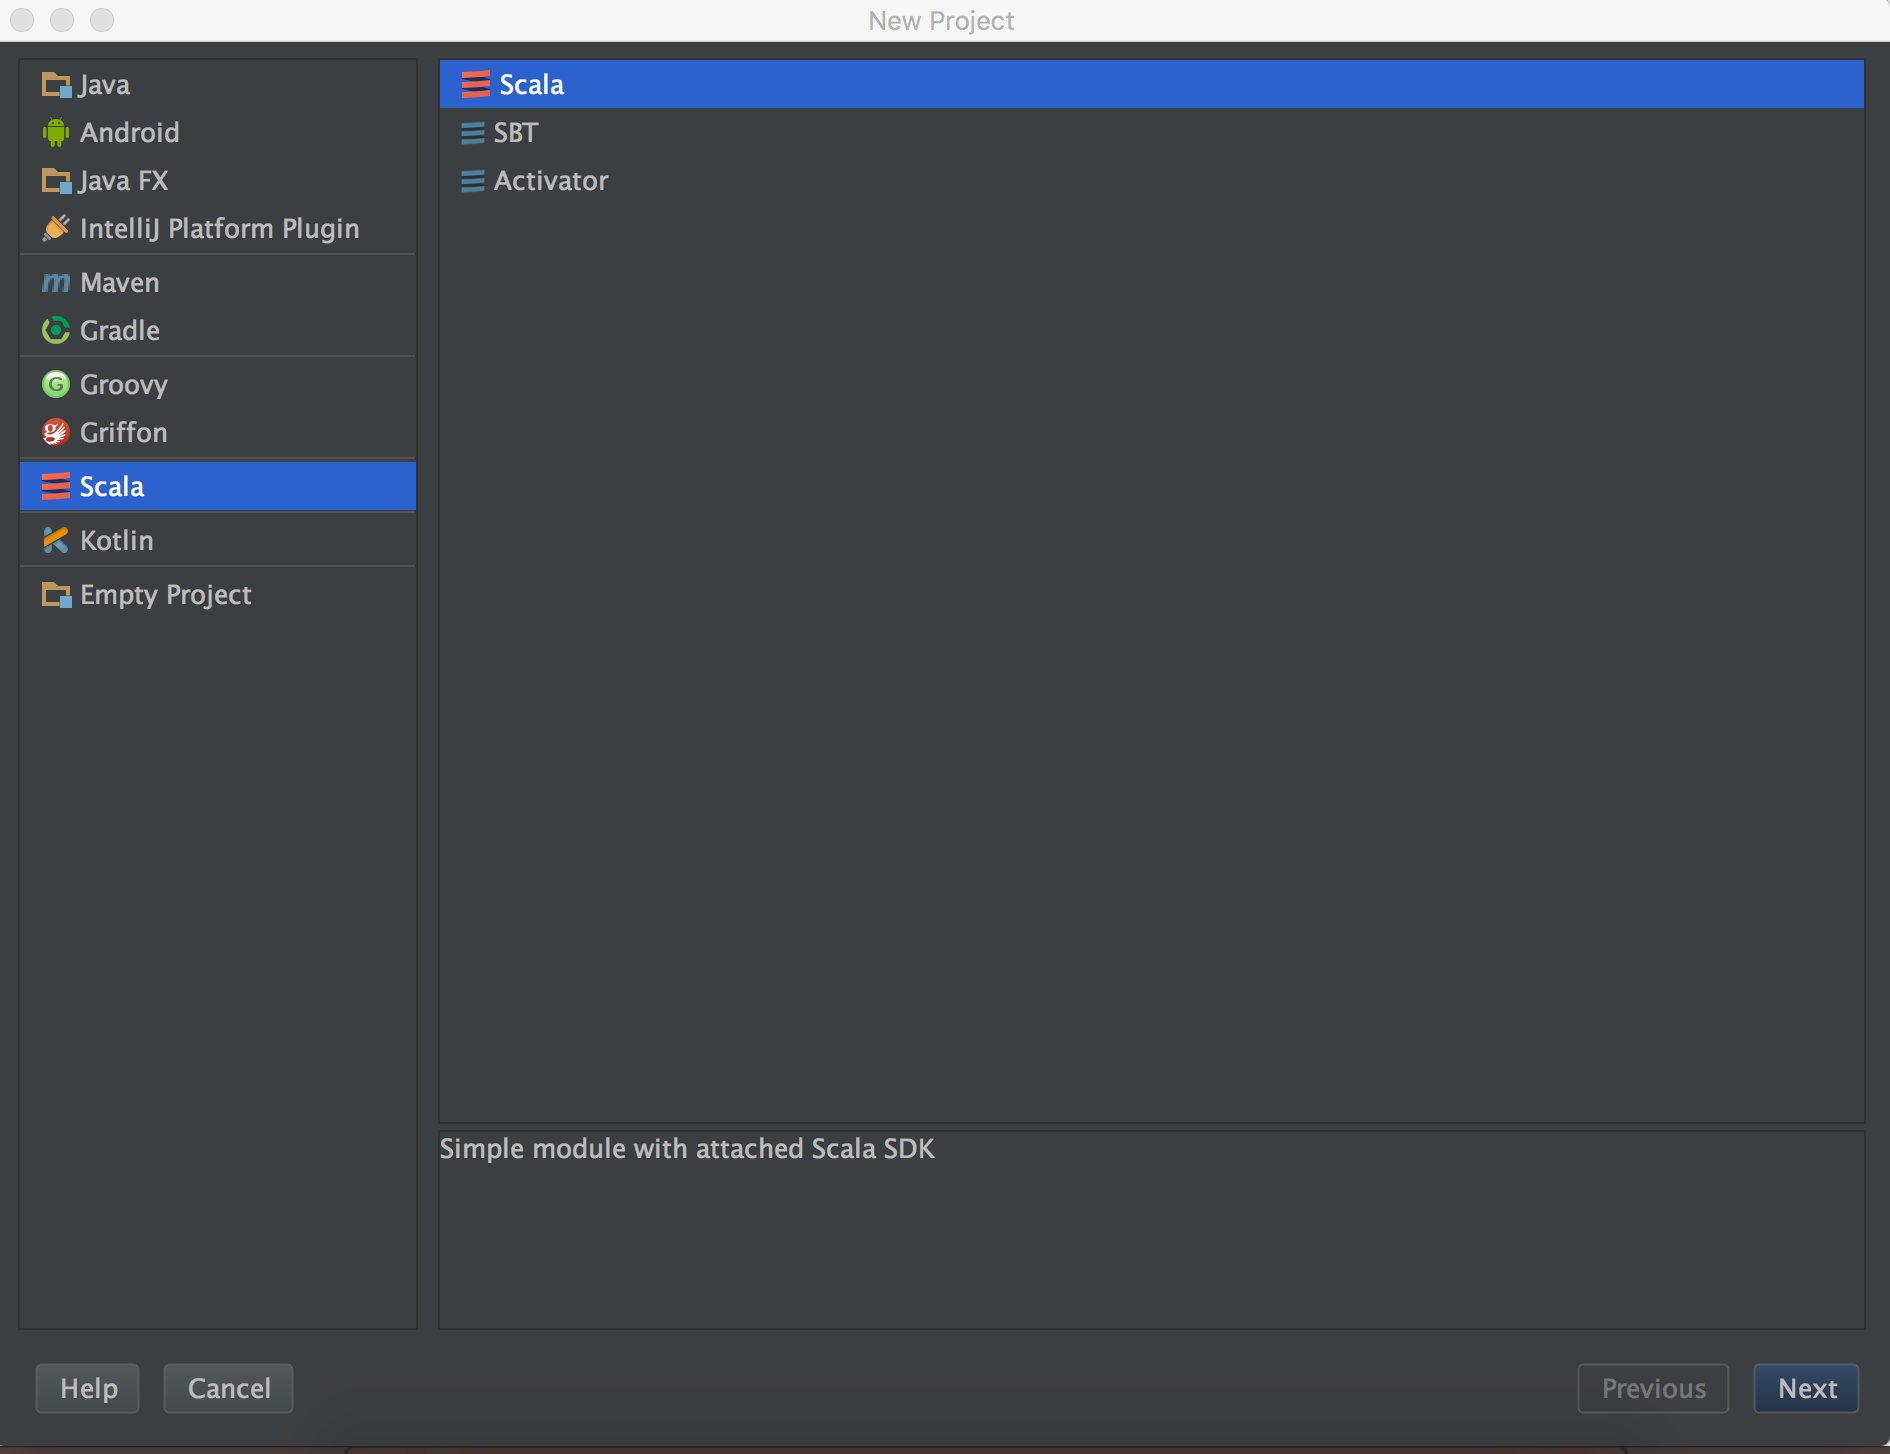 New Project
Java
Android
Java FX
IntelliJ Platform Plugin
Maven
Gradle
Groovy
Griffon
Scala
Kotlin
Empty Project
Scala
SBT
Activator
Simple module with attached Scala SDK
Help
Cancel
Previous
Next